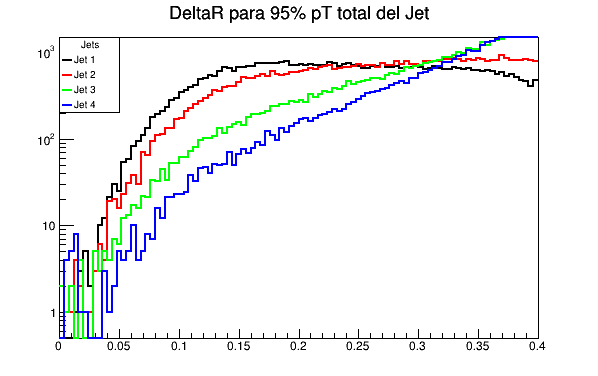 DeltaR para 95% pT total del Jet
10³
Jets
Jet 1
Jet 2
Jet 3
Jet 4
10²
10
1
0 0.05 0.1 0.15 0.2 0.25 0.3 0.35 0.4